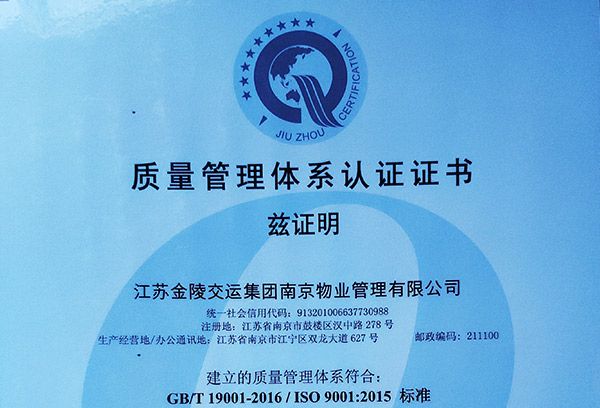 JIU ZHOU CERTIFICATION
质量管理体系认证证书
兹证明
江苏金陵交运集团南京物业管理有限公司
统一社会信用代码：913201006637730988
注册地：江苏省南京市鼓楼区汉中路 278 号
生产经营地/办公通讯地：江苏省南京市江宁区双龙大道 627 号 邮政编码：211100
建立的质量管理体系符合：
GB/T 19001-2016 / ISO 9001:2015 标准